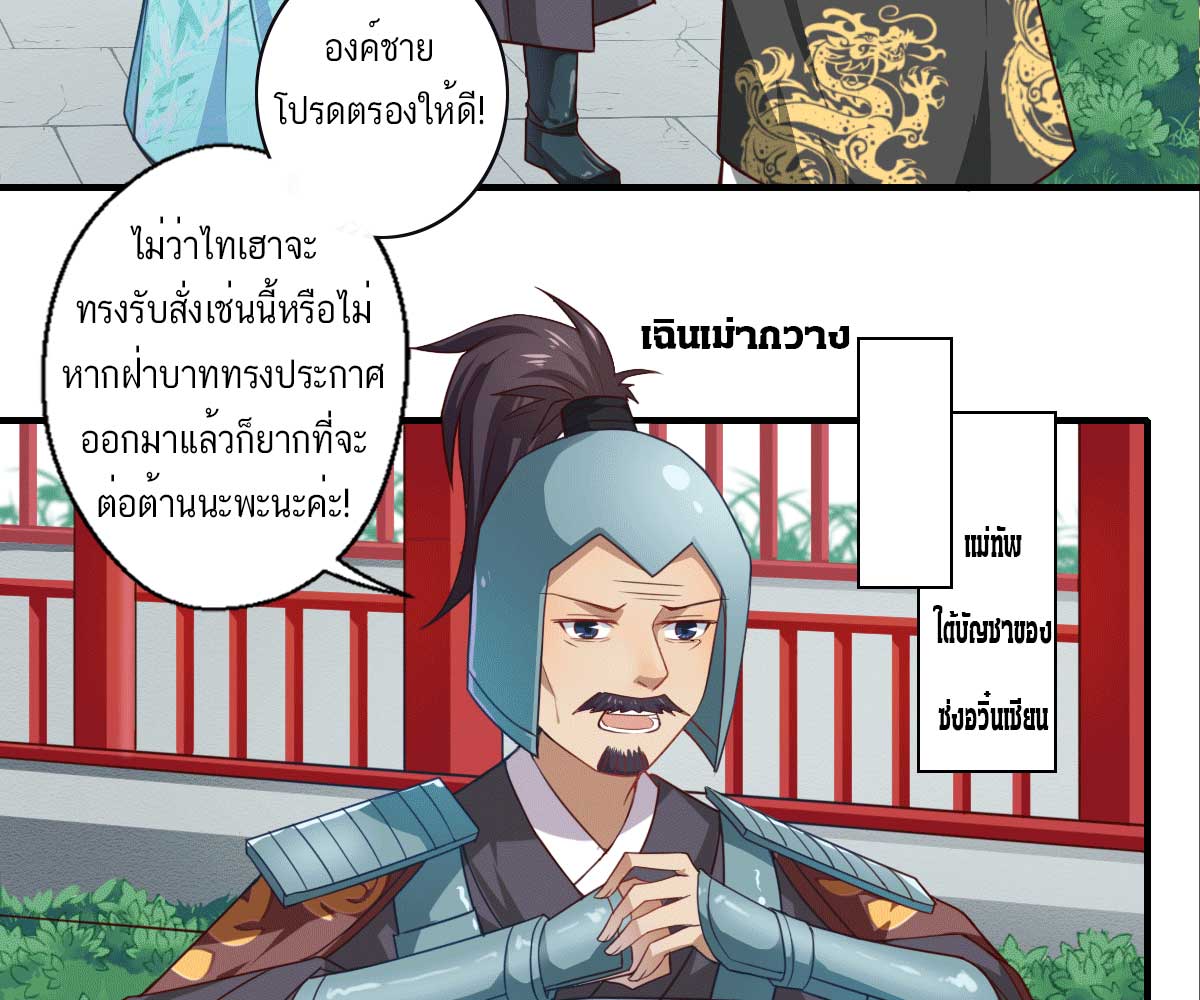 องค์ชาย
โปรดตรองให้ดี!
ไม่ว่าไทเฮาจะ
ทรงรับสั่งเช่นนี้หรือไม่
หากฝ่าบาททรงประกาศ
ออกมาแล้วก็ยากที่จะ
ต่อต้านนะพะนะค่ะ!
เฉินเม่ากวาง
แม่ทัพ
ใต้บัญชาของ
ซ่งอวิ๋นเซียน